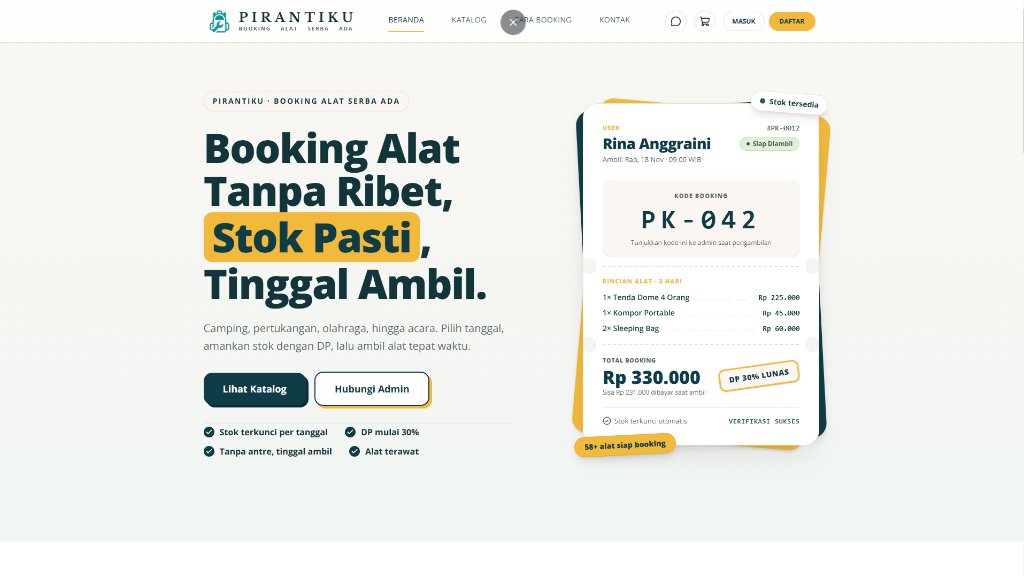 PIRANTIKU
BOOKING ALAT SERBA ADA
BERANDA
KATALOG
CARA BOOKING
KONTAK
MASUK
DAFTAR
PIRANTIKU · BOOKING ALAT SERBA ADA
Booking Alat
Tanpa Ribet,
Stok Pasti,
Tinggal Ambil.
Camping, pertukangan, olahraga, hingga acara. Pilih tanggal,
amankan stok dengan DP, lalu ambil alat tepat waktu.
Lihat Katalog
Hubungi Admin
Stok terkunci per tanggal
DP mulai 30%
Tanpa antre, tinggal ambil
Alat terawat
Stok tersedia
USER
#PK-0012
Rina Anggraini
Siap Diambil
Ambil: Rab, 18 Nov · 09.00 WIB
KODE BOOKING
PK-042
Tunjukkan kode ini ke admin saat pengambilan
RINCIAN ALAT · 3 HARI
1× Tenda Dome 4 Orang Rp 225.000
1× Kompor Portable Rp 45.000
2× Sleeping Bag Rp 60.000
TOTAL BOOKING
Rp 330.000
DP 30% LUNAS
Sisa Rp 231.000 dibayar saat ambil
Stok terkunci otomatis
VERIFIKASI SUKSES
58+ alat siap booking